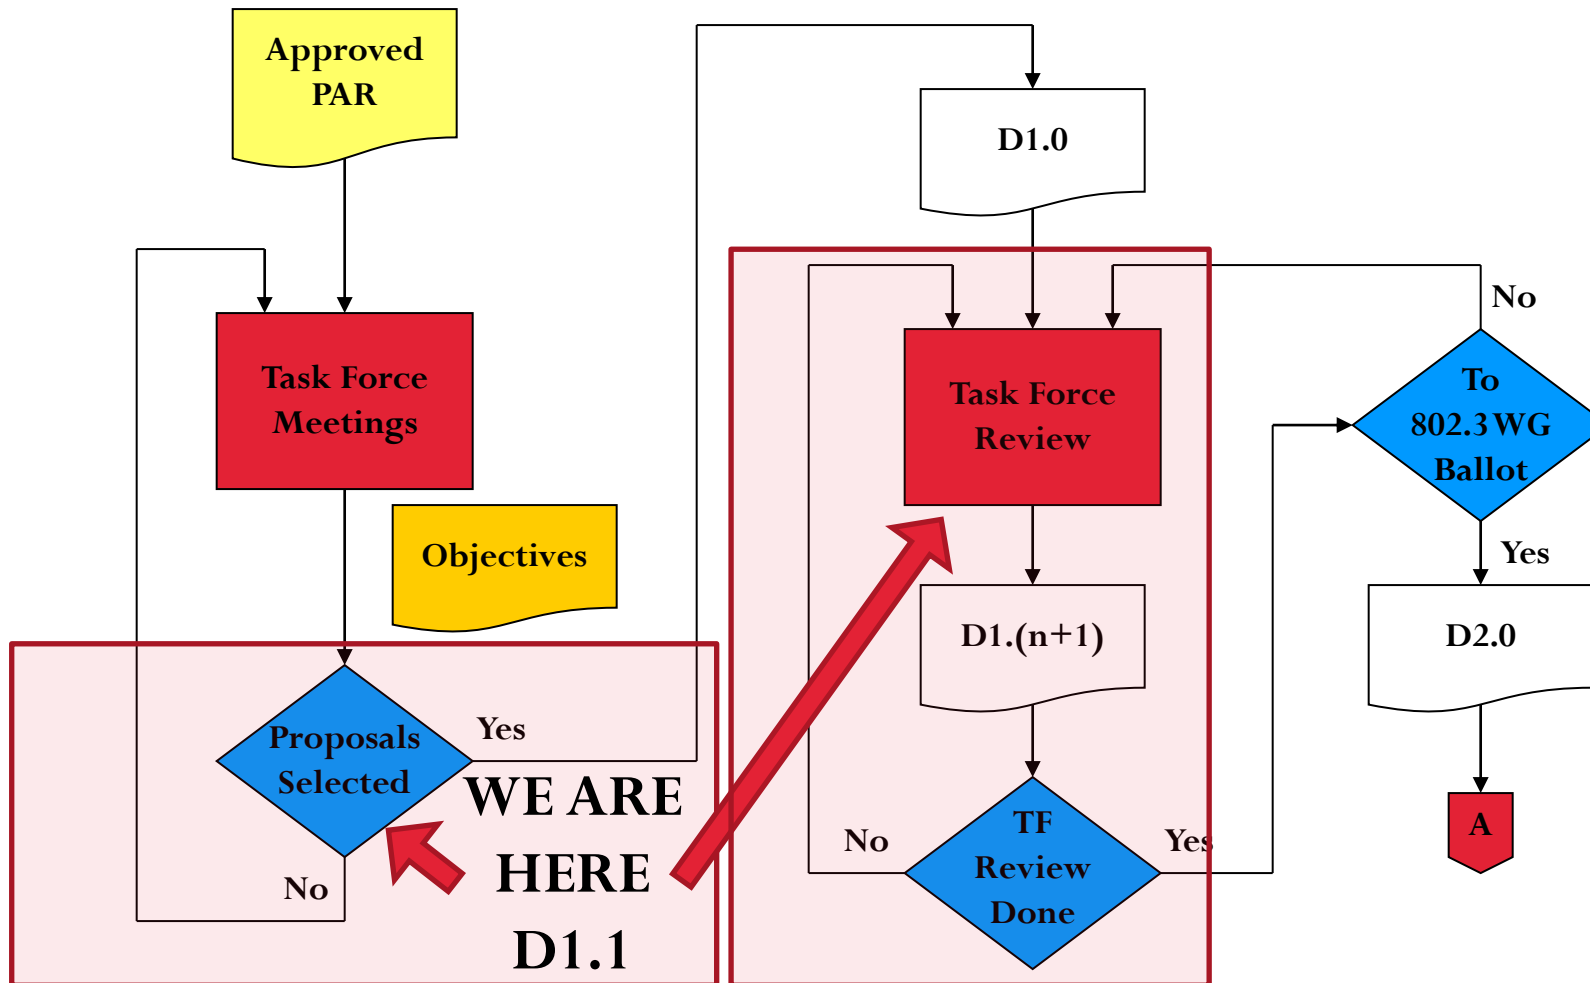 Approved
PAR
Task Force
Meetings
Objectives
Proposals
Selected
Yes
No
WE ARE
HERE
D1.1
D1.0
Task Force
Review
D1.(n+1)
TF
Review
Done
No
Yes
To
802.3 WG
Ballot
No
Yes
D2.0
A